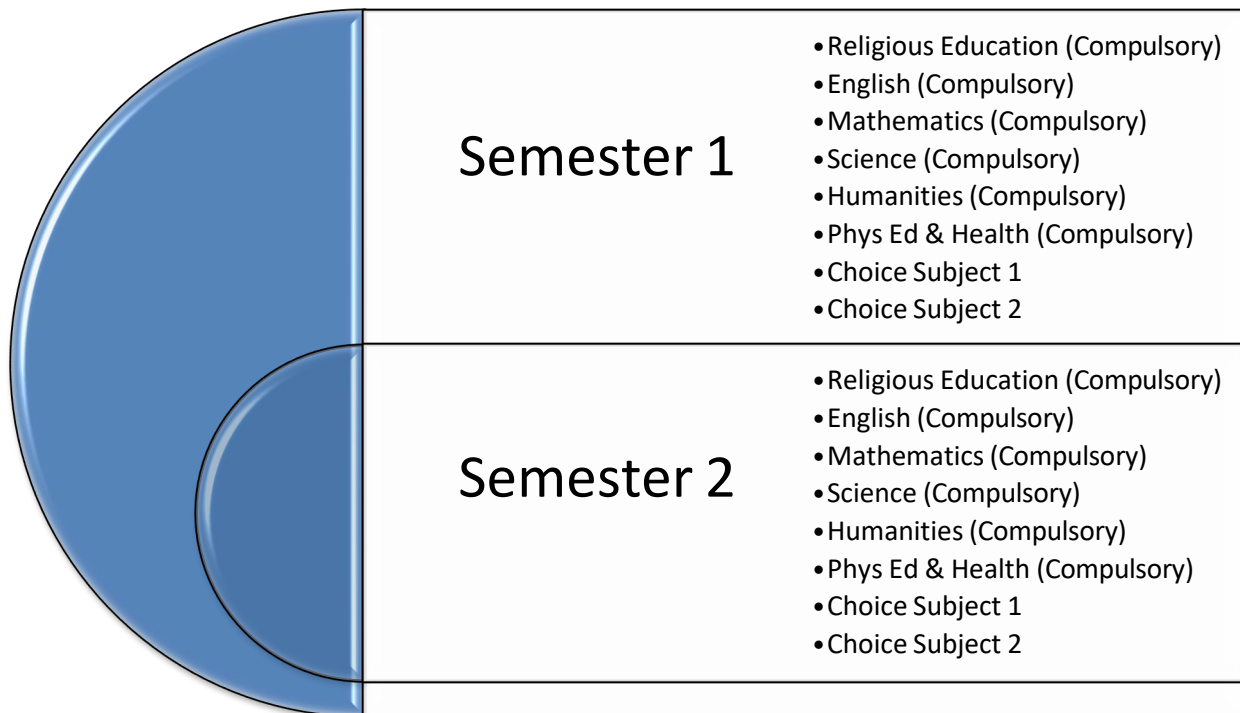 Semester 1
•Religious Education (Compulsory)
•English (Compulsory)
•Mathematics (Compulsory)
•Science (Compulsory)
•Humanities (Compulsory)
•Phys Ed & Health (Compulsory)
•Choice Subject 1
•Choice Subject 2
Semester 2
•Religious Education (Compulsory)
•English (Compulsory)
•Mathematics (Compulsory)
•Science (Compulsory)
•Humanities (Compulsory)
•Phys Ed & Health (Compulsory)
•Choice Subject 1
•Choice Subject 2